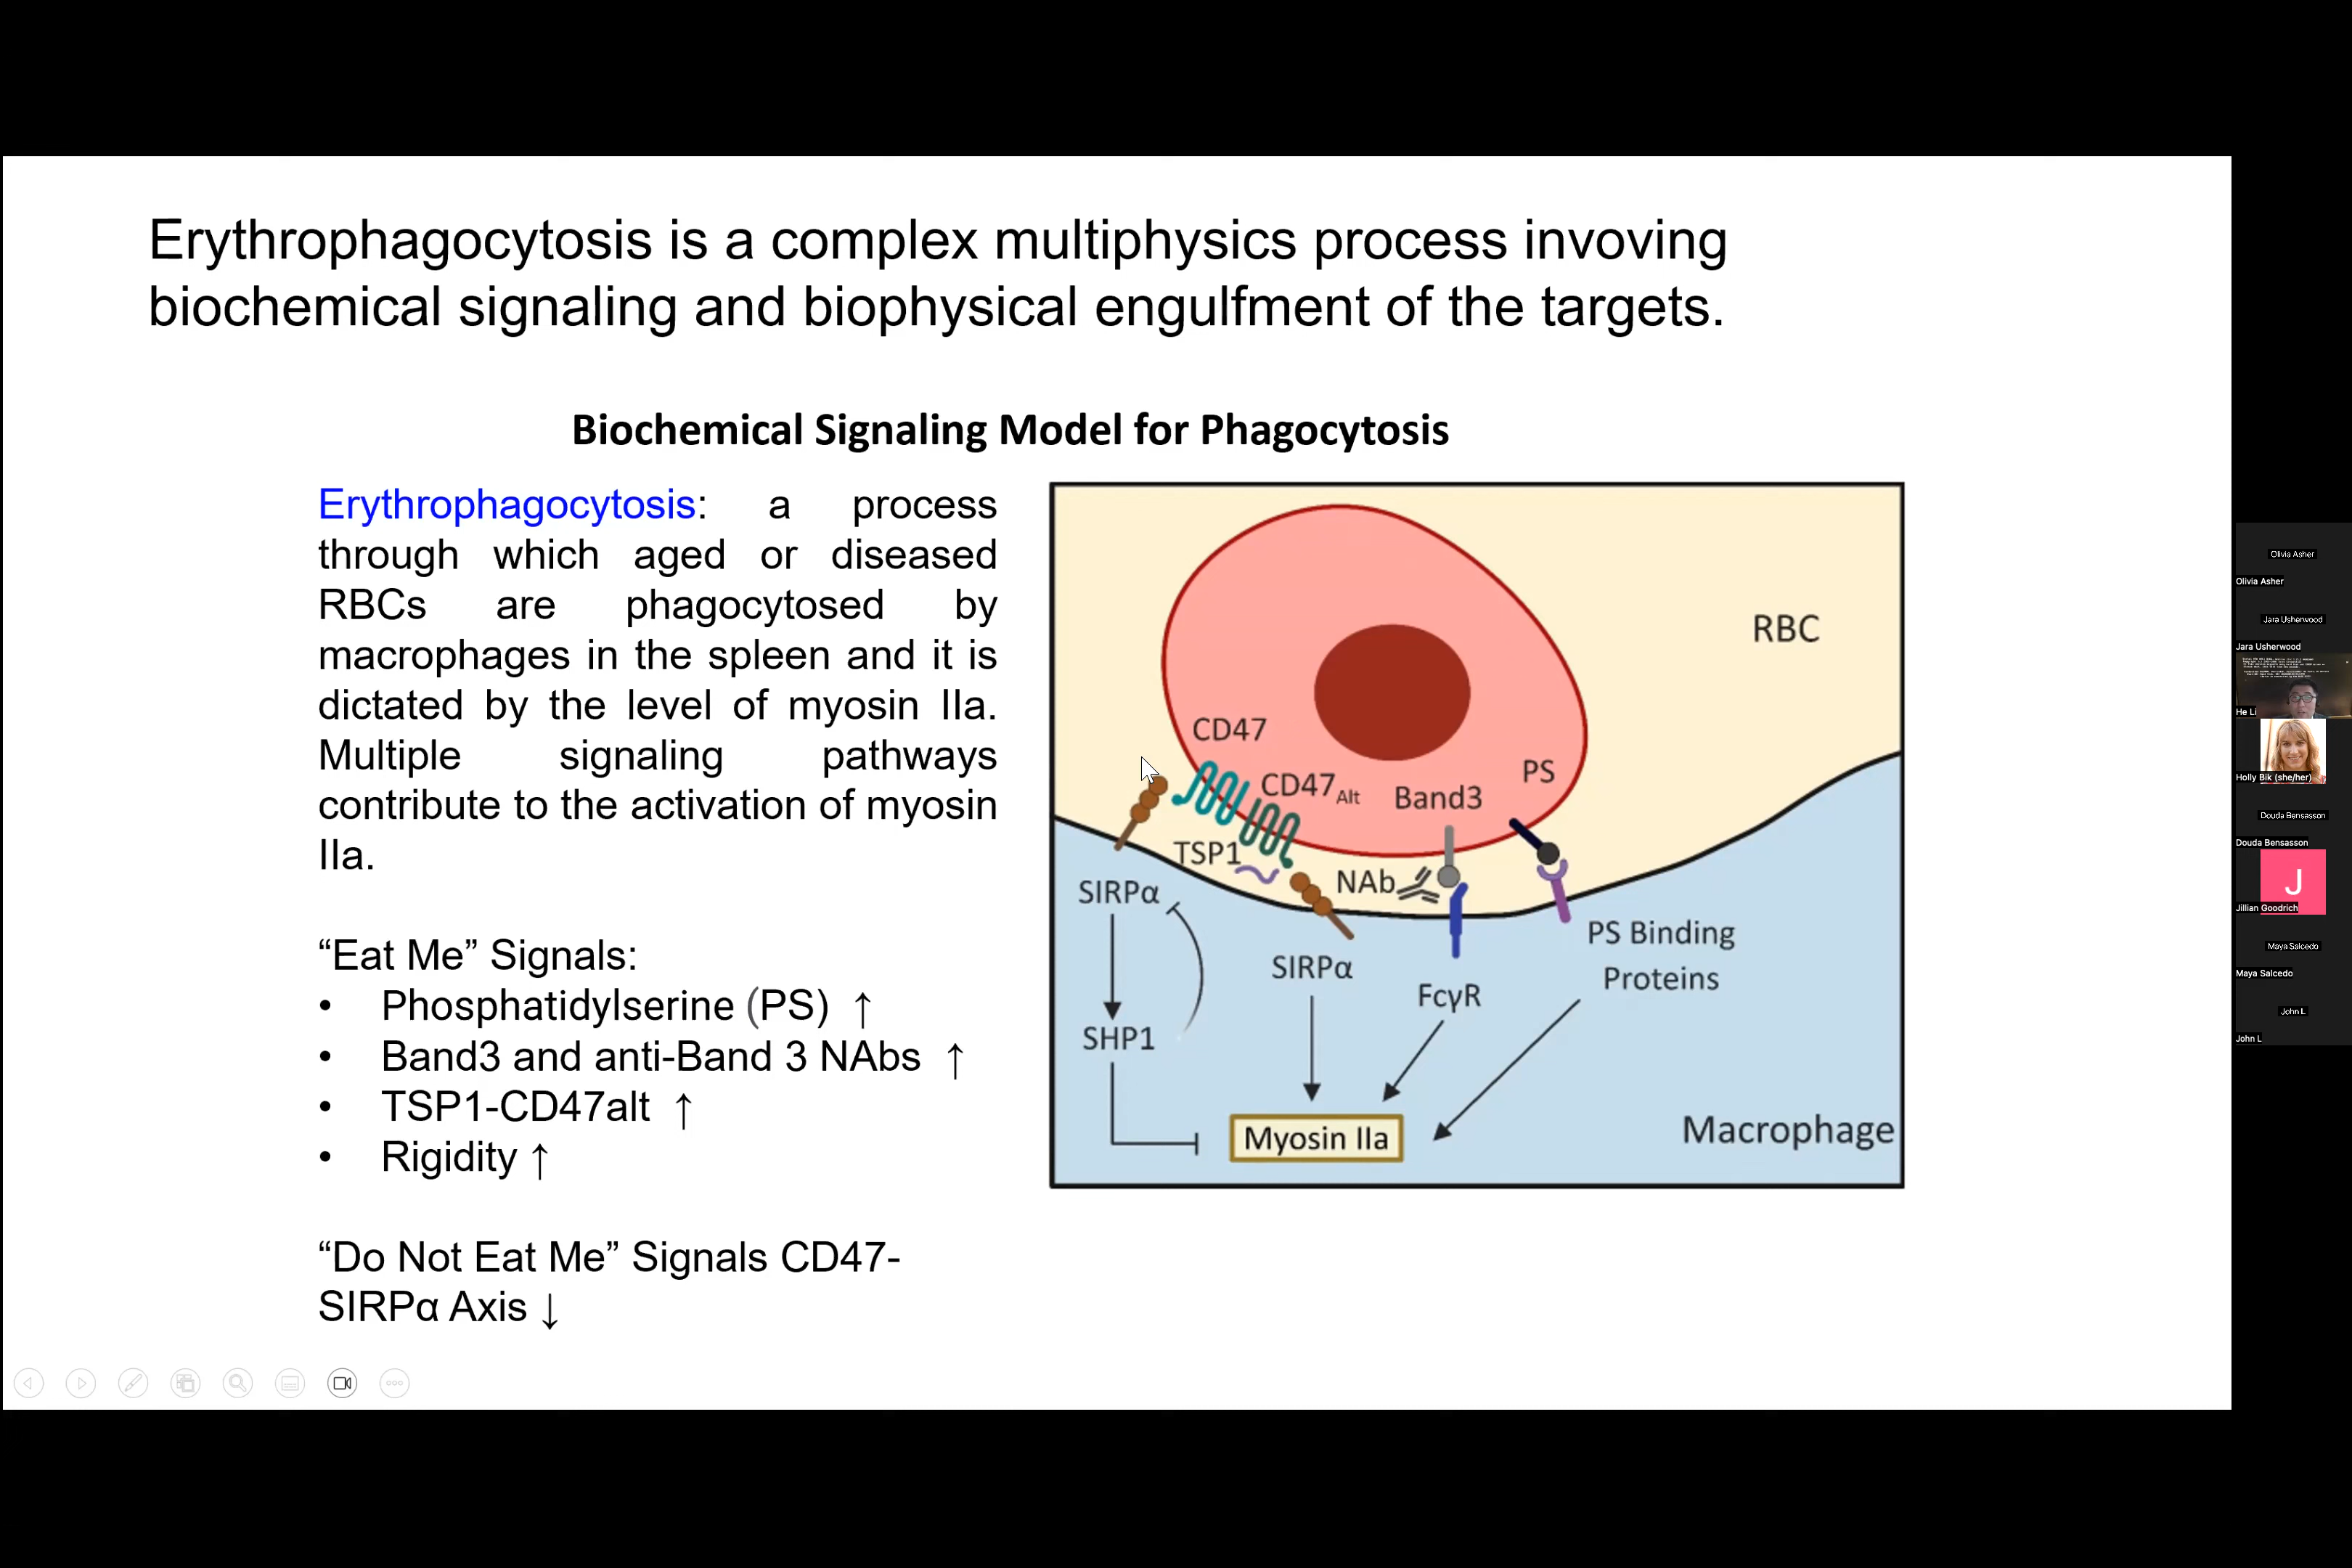 Erythrophagocytosis is a complex multiphysics process invoving
biochemical signaling and biophysical engulfment of the targets.
Biochemical Signaling Model for Phagocytosis
Erythrophagocytosis: a process
through which aged or diseased
RBCs are phagocytosed by
macrophages in the spleen and it is
dictated by the level of myosin IIa.
Multiple signaling pathways
contribute to the activation of myosin
IIa.
“Eat Me” Signals:
• Phosphatidylserine (PS) ↑
• Band3 and anti-Band 3 NAbs ↑
• TSP1-CD47alt ↑
• Rigidity ↑
“Do Not Eat Me” Signals CD47-
SIRPα Axis ↓
RBC
CD47
CD47Alt
Band3
PS
TSP1
NAb
SIRPα
SIRPα
FcγR
PS Binding
Proteins
SHP1
Myosin IIa
Macrophage
Olivia Asher
Olivia Asher
Jara Usherwood
Jara Usherwood
He Li
Holly Bik (she/her)
Douda Bensasson
Douda Bensasson
J
Jillian Goodrich
Maya Salcedo
Maya Salcedo
John L
John L